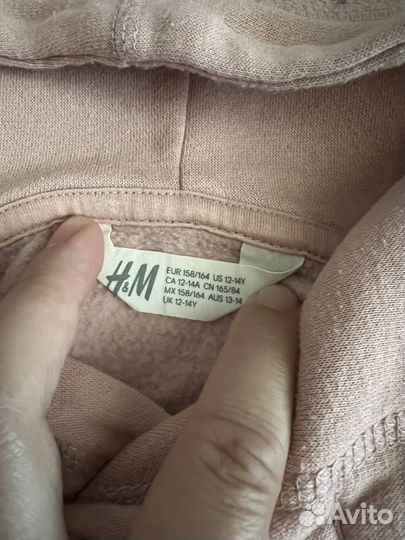 H&M
EUR 158/164 US 12-14Y
CA 12-14A CN 165/84
MX 158/164 AUS 13-14
UK 12-14Y
Avito